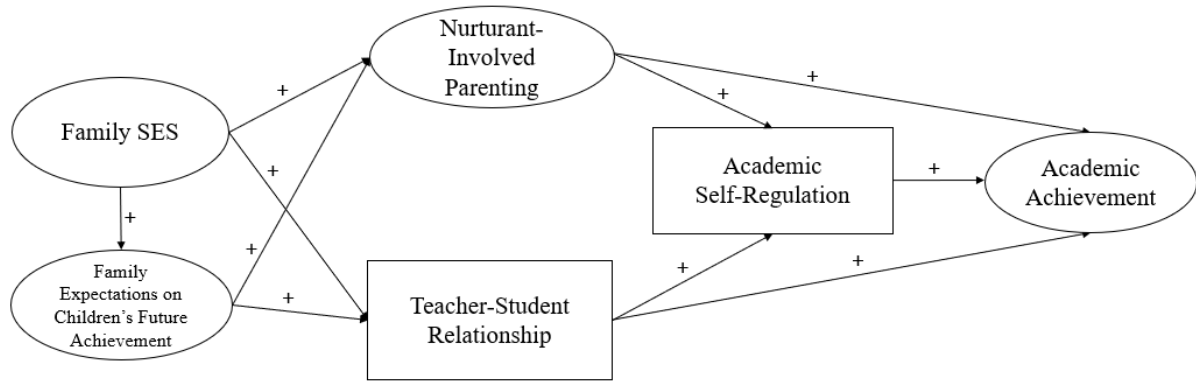 Nurturant-
Involved
Parenting
+
+
Family SES
+
+
Academic
Self-Regulation
+
Academic
Achievement
+
+
Family
Expectations on
Children's Future
Achievement
+
Teacher-Student
Relationship
+
+